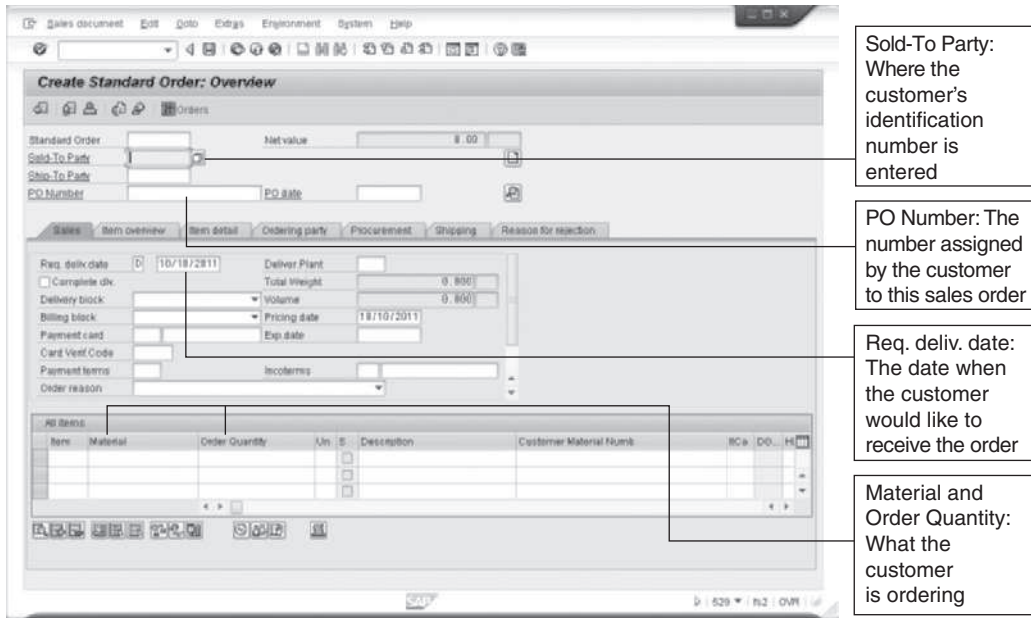 Sales document Edit Goto Extras Environment System Help
Create Standard Order: Overview
Orders
Standard Order Net value 0.00
Sold-To Party
Ship-To Party
PO Number PO date
Sales Item overview Item detail Ordering party Procurement Shipping Reason for rejection
Req. deliv.date D 10/18/2011 Deliver.Plant
Complete dlv. Total Weight 0.000
Delivery block Volume 0.000
Billing block Pricing date 18/10/2011
Payment card Exp.date
Card Verif.Code
Payment terms Incoterms
Order reason
All items
Item Material Order Quantity Un S Description Customer Material Numb ItCa DG.. HL
SAP
OVR
Sold-To Party:
Where the
customer's
identification
number is
entered
PO Number: The
number assigned
by the customer
to this sales order
Req. deliv. date:
The date when
the customer
would like to
receive the order
Material and
Order Quantity:
What the
customer
is ordering